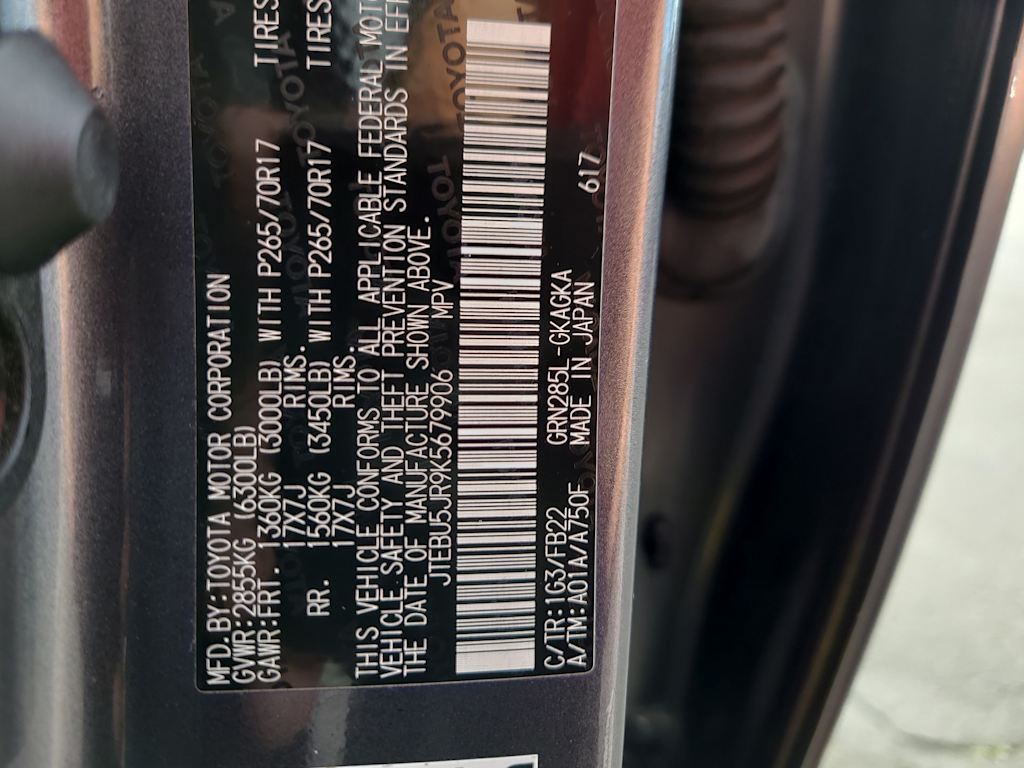 MFD.BY:TOYOTA MOTOR CORPORATION
GVWR:2855KG (6300LB)
GAWR:FRT. 1360KG (3000LB) WITH P265/70R17 TIRES
17X7J RIMS.
RR. 1560KG (3450LB) WITH P265/70R17 TIRES
17X7J RIMS.
THIS VEHICLE CONFORMS TO ALL APPLICABLE FEDERAL MOTO
VEHICLE SAFETY AND THEFT PREVENTION STANDARDS IN EFF
THE DATE OF MANUFACTURE SHOWN ABOVE.
JTEBU5JR9K5679906 MPV
C/TR:1G3/FB22 GRN285L-GKAGKA 617
A/TM:A01A/A750F MADE IN JAPAN